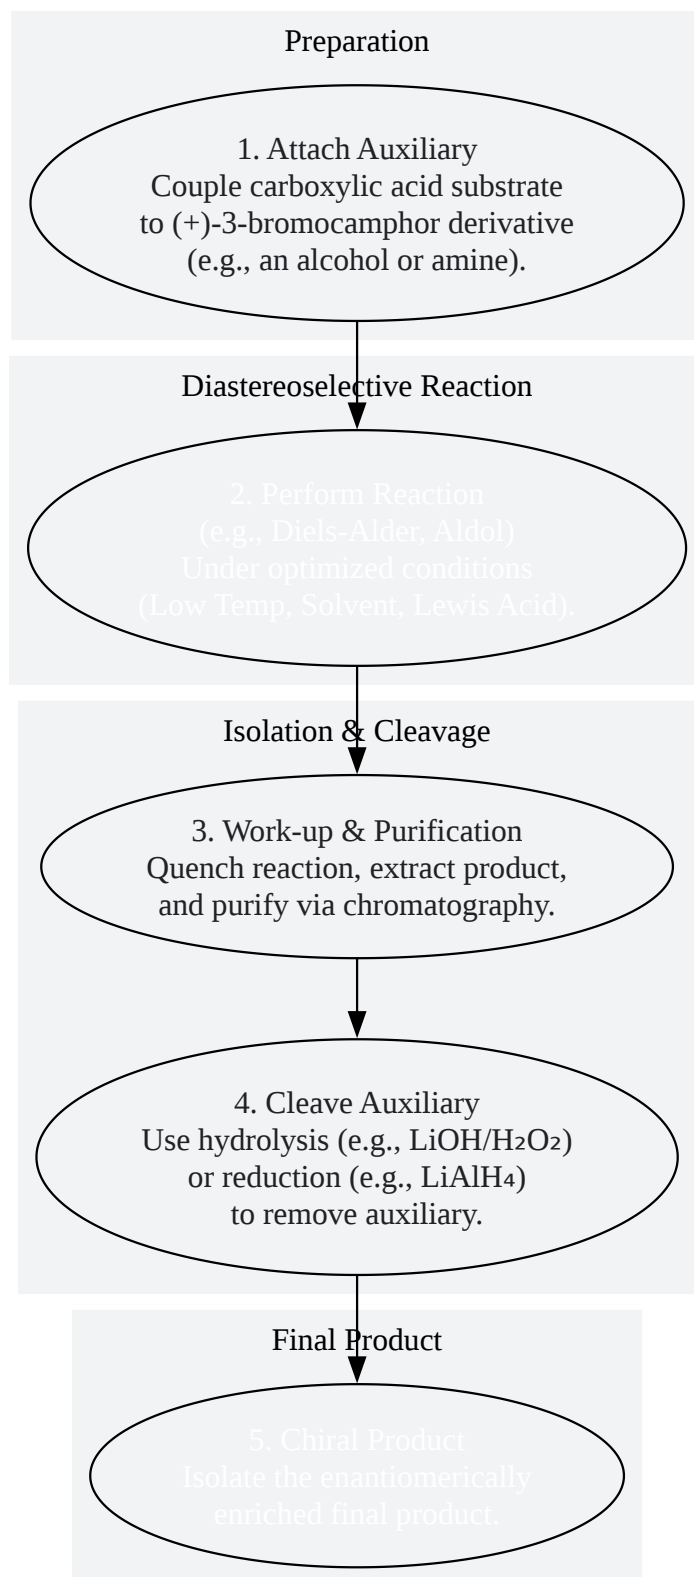 Preparation
1. Attach Auxiliary
Couple carboxylic acid substrate
to (+)-3-bromocamphor derivative
(e.g., an alcohol or amine).
Diastereoselective Reaction
2. Perform Reaction
(e.g., Diels-Alder, Aldol)
Under optimized conditions
(Low Temp, Solvent, Lewis Acid).
Isolation & Cleavage
3. Work-up & Purification
Quench reaction, extract product,
and purify via chromatography.
4. Cleave Auxiliary
Use hydrolysis (e.g., LiOH/H₂O₂)
or reduction (e.g., LiAlH₄)
to remove auxiliary.
Final Product
5. Chiral Product
Isolate the enantiomerically
enriched final product.